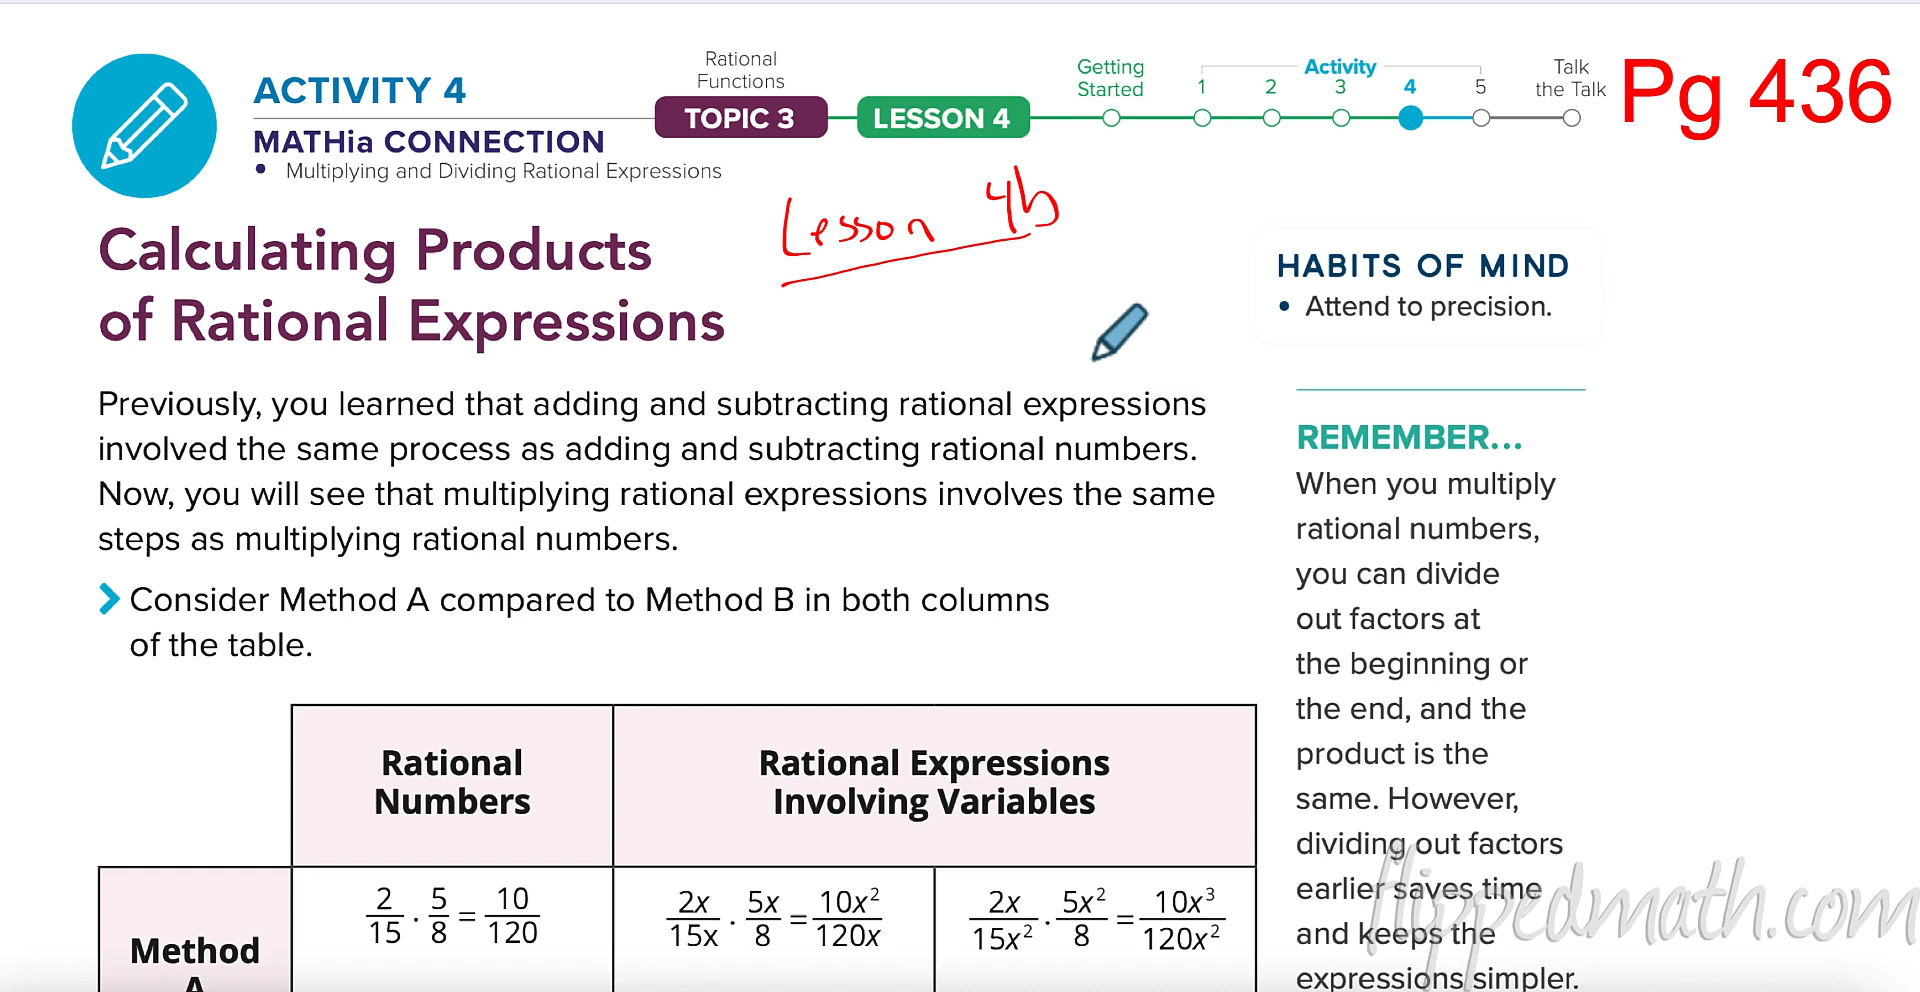 ACTIVITY 4
MATHia CONNECTION
• Multiplying and Dividing Rational Expressions
Rational
Functions
TOPIC 3
LESSON 4
Getting
Started
Activity
1 2 3 4 5
Talk
the Talk
Pg 436
Lesson 4b
Calculating Products
of Rational Expressions
HABITS OF MIND
• Attend to precision.
Previously, you learned that adding and subtracting rational expressions
involved the same process as adding and subtracting rational numbers.
Now, you will see that multiplying rational expressions involves the same
steps as multiplying rational numbers.
Consider Method A compared to Method B in both columns
of the table.
REMEMBER...
When you multiply
rational numbers,
you can divide
out factors at
the beginning or
the end, and the
product is the
same. However,
dividing out factors
earlier saves time
and keeps the
expressions simpler.
Rational
Numbers
Rational Expressions
Involving Variables
Method
A
2/15 · 5/8 = 10/120
2x/15x · 5x/8 = 10x²/120x
2x/15x² · 5x²/8 = 10x³/120x²
flippedmath.com